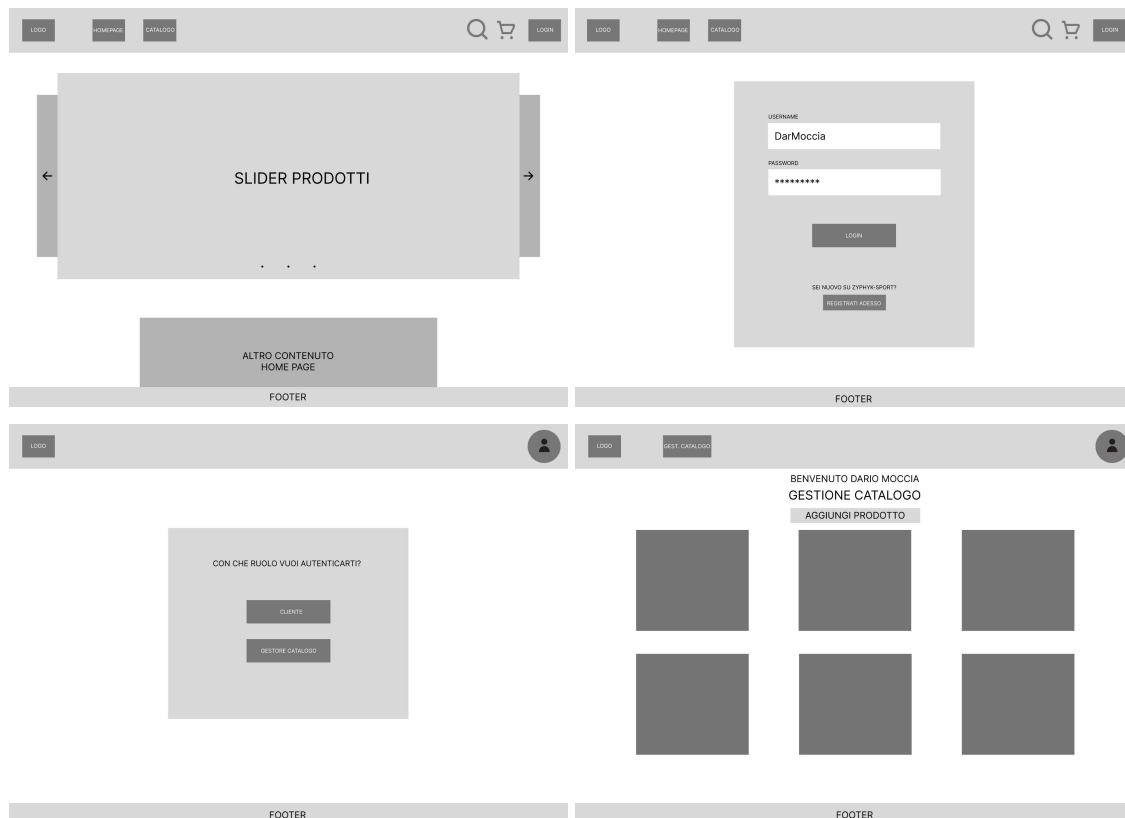 LOGO
HOMEPAGE
CATALOGO
LOGIN
SLIDER PRODOTTI
ALTRO CONTENUTO
HOME PAGE
FOOTER
LOGO
HOMEPAGE
CATALOGO
LOGIN
USERNAME
DarMoccia
PASSWORD
*********
LOGIN
SEI NUOVO SU ZYPHYK-SPORT?
REGISTRATI ADESSO
FOOTER
LOGO
CON CHE RUOLO VUOI AUTENTICARTI?
CLIENTE
GESTORE CATALOGO
FOOTER
LOGO
GEST. CATALOGO
BENVENUTO DARIO MOCCIA
GESTIONE CATALOGO
AGGIUNGI PRODOTTO
FOOTER